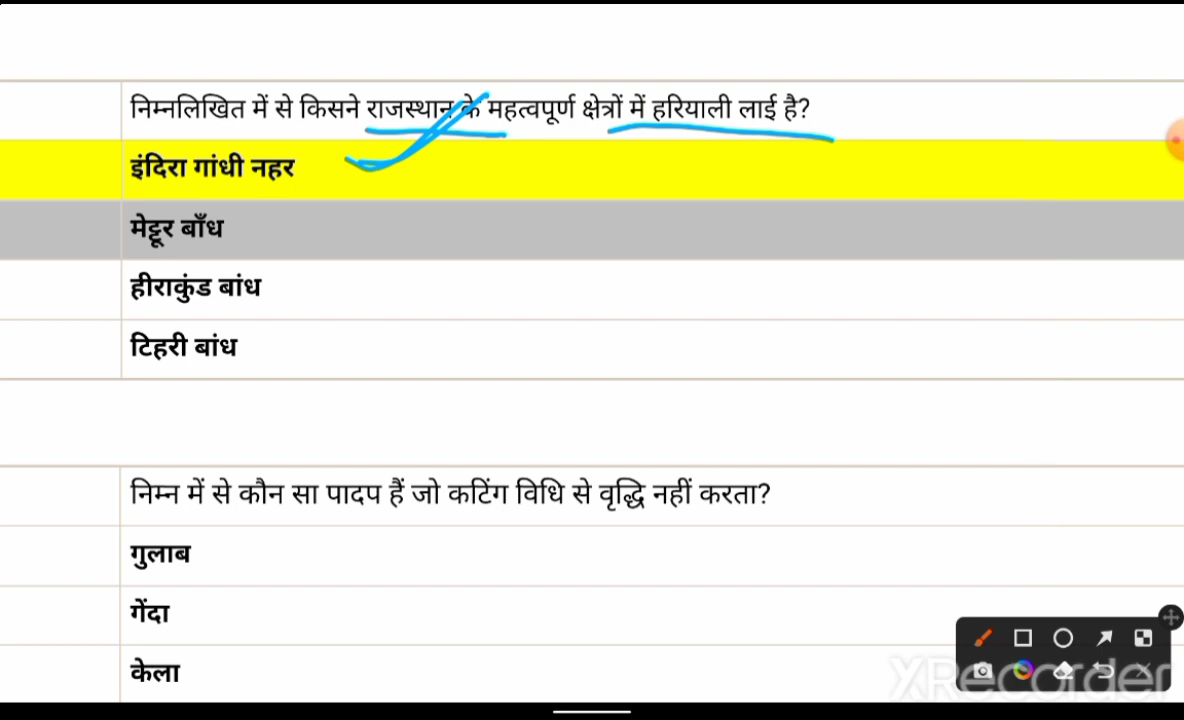 निम्नलिखित में से किसने राजस्थान के महत्वपूर्ण क्षेत्रों में हरियाली लाई है?
इंदिरा गांधी नहर
मेट्टूर बाँध
हीराकुंड बांध
टिहरी बांध
निम्न में से कौन सा पादप हैं जो कटिंग विधि से वृद्धि नहीं करता?
गुलाब
गेंदा
केला
XRecorder